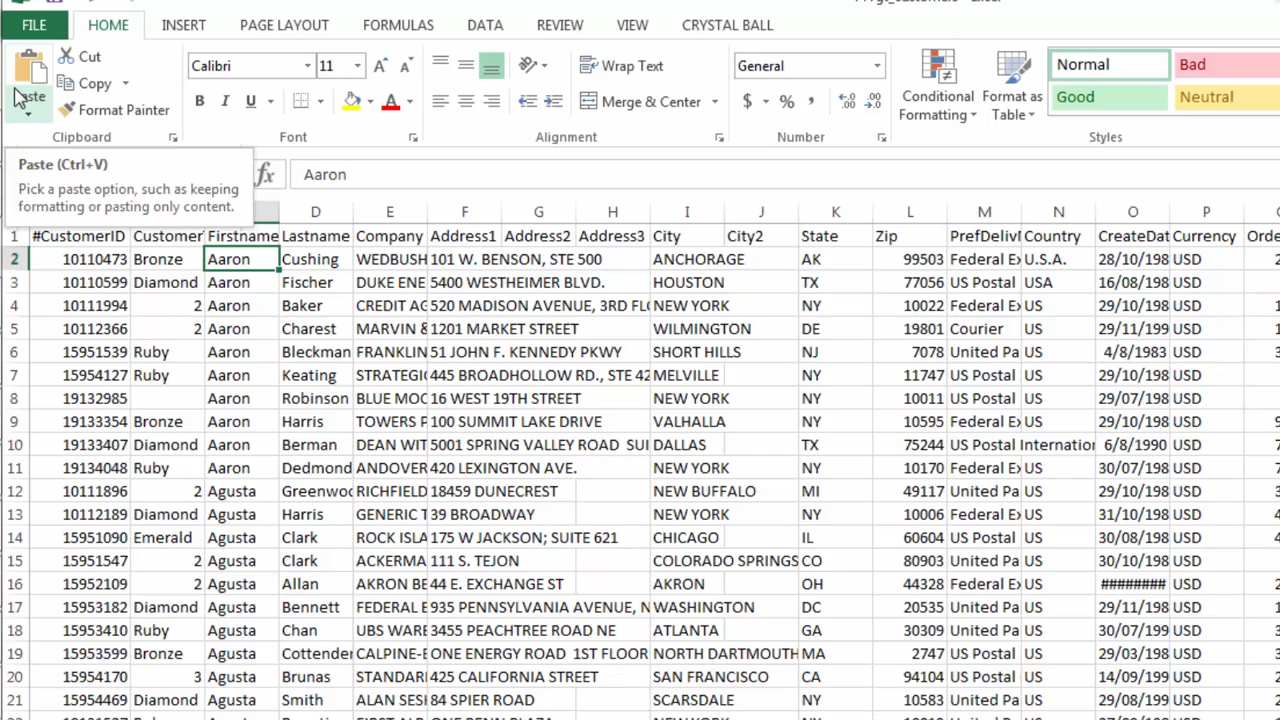 FILE HOME INSERT PAGE LAYOUT FORMULAS DATA REVIEW VIEW CRYSTAL BALL
Cut
Copy
Format Painter
Clipboard
Calibri 11
B I U A
Font
Wrap Text
Merge & Center
Alignment
General
$ % ,
Number
Conditional Formatting
Format as Table
Normal Bad
Good Neutral
Styles
Paste (Ctrl+V)
Pick a paste option, such as keeping
formatting or pasting only content.
fx Aaron
D E F G H I J K L M N O P
1 #CustomerID Customer Firstname Lastname Company Address1 Address2 Address3 City City2 State Zip PrefDeliv Country CreateDat Currency Orde
2 10110473 Bronze Aaron Cushing WEDBUSH 101 W. BENSON, STE 500 ANCHORAGE AK 99503 Federal Ex U.S.A. 28/10/198 USD 2
3 10110599 Diamond Aaron Fischer DUKE ENE 5400 WESTHEIMER BLVD. HOUSTON TX 77056 US Postal USA 16/08/198 USD
4 10111994 2 Aaron Baker CREDIT AG 520 MADISON AVENUE, 3RD FLO NEW YORK NY 10022 Federal Ex US 29/10/198 USD 1
5 10112366 2 Aaron Charest MARVIN & 1201 MARKET STREET WILMINGTON DE 19801 Courier US 29/11/199 USD 1
6 15951539 Ruby Aaron Bleckman FRANKLIN 51 JOHN F. KENNEDY PKWY SHORT HILLS NJ 7078 United Pa US 4/8/1983 USD 3
7 15954127 Ruby Aaron Keating STRATEGI 445 BROADHOLLOW RD., STE 42 MELVILLE NY 11747 US Postal US 29/10/198 USD
8 19132985 Aaron Robinson BLUE MOO 16 WEST 19TH STREET NEW YORK NY 10011 US Postal US 29/07/198 USD
9 19133354 Bronze Aaron Harris TOWERS P 100 SUMMIT LAKE DRIVE VALHALLA NY 10595 Federal Ex US 29/10/198 USD 9
10 19133407 Diamond Aaron Berman DEAN WIT 5001 SPRING VALLEY ROAD SUI DALLAS TX 75244 US Postal Internation 6/8/1990 USD 7
11 19134048 Ruby Aaron Dedmond ANDOVER 420 LEXINGTON AVE. NEW YORK NY 10170 Federal Ex US 30/07/198 USD
12 10111896 2 Agusta Greenwoo RICHFIELD 18459 DUNECREST NEW BUFFALO MI 49117 United Pa US 29/10/198 USD 2
13 10112189 Diamond Agusta Harris GENERIC T 39 BROADWAY NEW YORK NY 10006 Federal Ex US 31/10/198 USD 2
14 15951090 Emerald Agusta Clark ROCK ISLA 175 W JACKSON; SUITE 621 CHICAGO IL 60604 US Postal US 30/08/198 USD 4
15 15951547 2 Agusta Clark ACKERMA 111 S. TEJON COLORADO SPRINGS CO 80903 United Pa US 30/10/198 USD
16 15952109 2 Agusta Allan AKRON BE 44 E. EXCHANGE ST AKRON OH 44328 Federal Ex US ######## USD 2
17 15953182 Diamond Agusta Bennett FEDERAL E 935 PENNSYLVANIA AVENUE, N WASHINGTON DC 20535 United Pa US 29/11/198 USD 1
18 15953410 Ruby Agusta Chan UBS WARE 3455 PEACHTREE ROAD NE ATLANTA GA 30309 United Pa US 30/07/199 USD 1
19 15953599 Bronze Agusta Cottender CALPINE-E ONE ENERGY ROAD 1ST FLOOR NORTH DARTMOUTH MA 2747 US Postal US 29/03/198 USD 3
20 15954170 3 Agusta Brunas STANDAR 425 CALIFORNIA STREET SAN FRANCISCO CA 94104 US Postal US 14/09/199 USD 2
21 15954469 Diamond Agusta Smith ALAN SESH 84 SPIER ROAD SCARSDALE NY 10583 United Pa US 29/07/199 USD 1